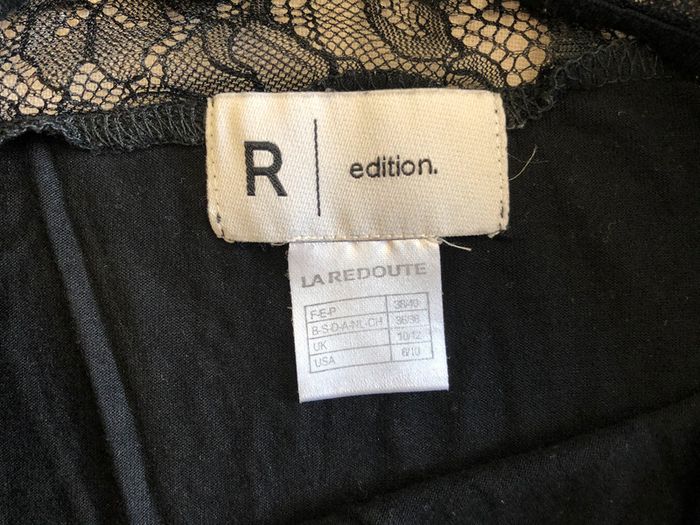 R | edition.
LA REDOUTE
F-E-P 38/40
B-S-D-A-NL-CH 36/38
UK 10/12
USA 8/10